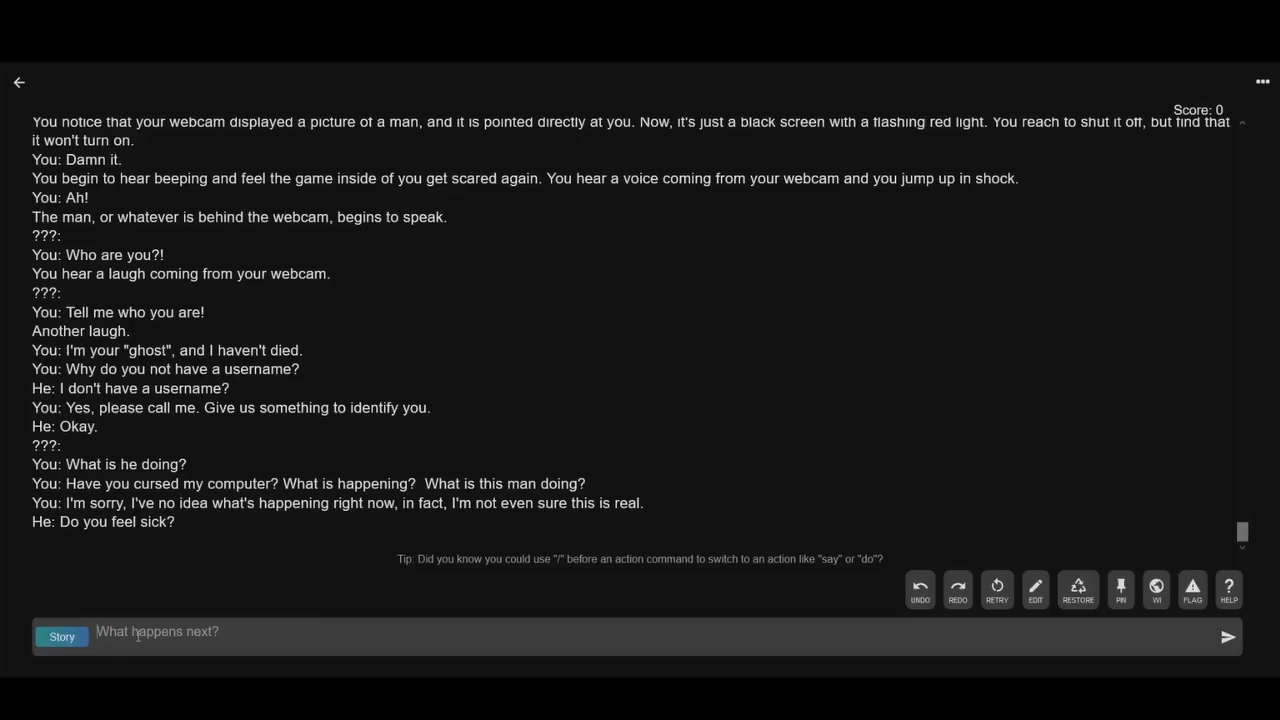 Score: 0
You notice that your webcam displayed a picture of a man, and it is pointed directly at you. Now, it's just a black screen with a flashing red light. You reach to shut it off, but find that
it won't turn on.
You: Damn it.
You begin to hear beeping and feel the game inside of you get scared again. You hear a voice coming from your webcam and you jump up in shock.
You: Ah!
The man, or whatever is behind the webcam, begins to speak.
???:
You: Who are you?!
You hear a laugh coming from your webcam.
???:
You: Tell me who you are!
Another laugh.
You: I'm your "ghost", and I haven't died.
You: Why do you not have a username?
He: I don't have a username?
You: Yes, please call me. Give us something to identify you.
He: Okay.
???:
You: What is he doing?
You: Have you cursed my computer? What is happening?  What is this man doing?
You: I'm sorry, I've no idea what's happening right now, in fact, I'm not even sure this is real.
He: Do you feel sick?
Tip: Did you know you could use "/" before an action command to switch to an action like "say" or "do"?
UNDO REDO RETRY EDIT RESTORE PIN WI FLAG HELP
Story What happens next?